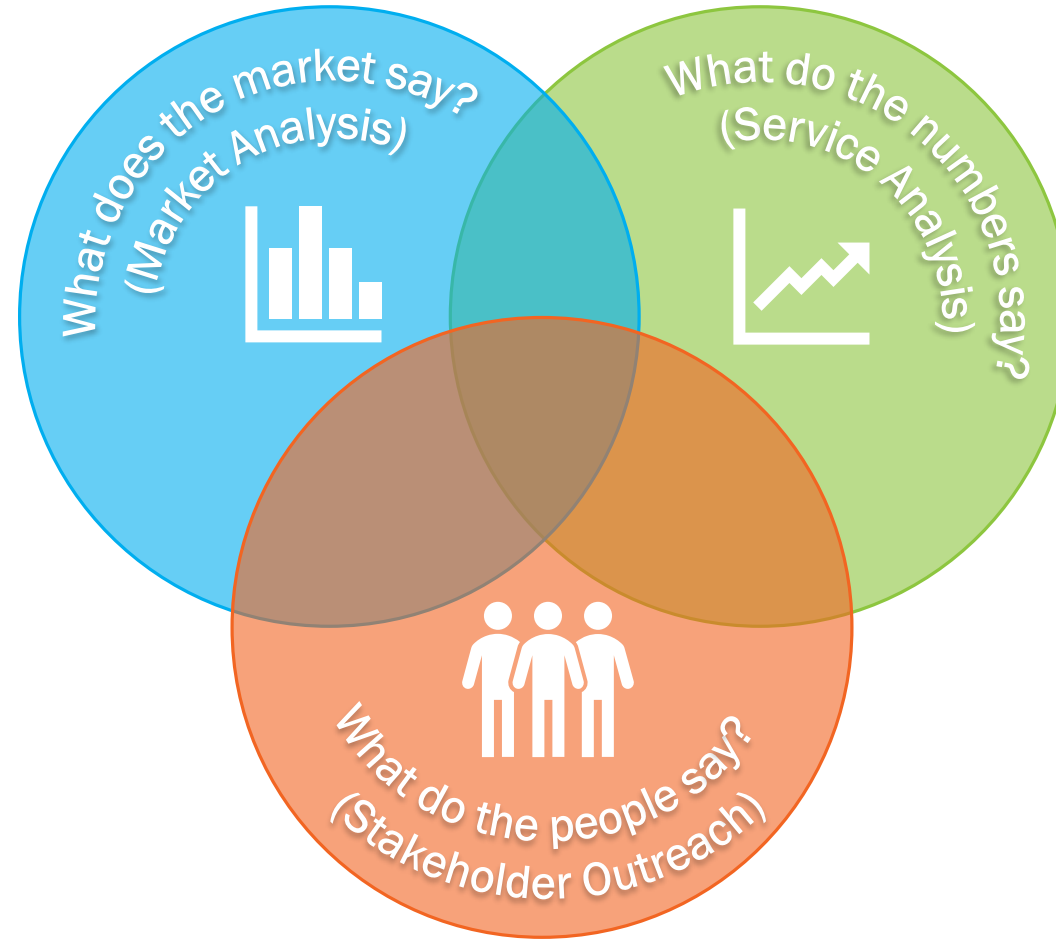 What does the market say?
(Market Analysis)
What do the numbers say?
(Service Analysis)
What do the people say?
(Stakeholder Outreach)